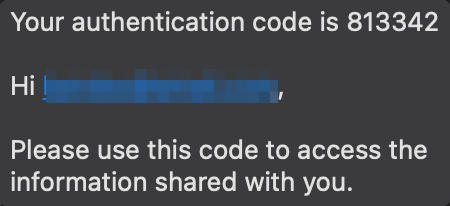 Your authentication code is 813342
Hi ,
Please use this code to access the
information shared with you.